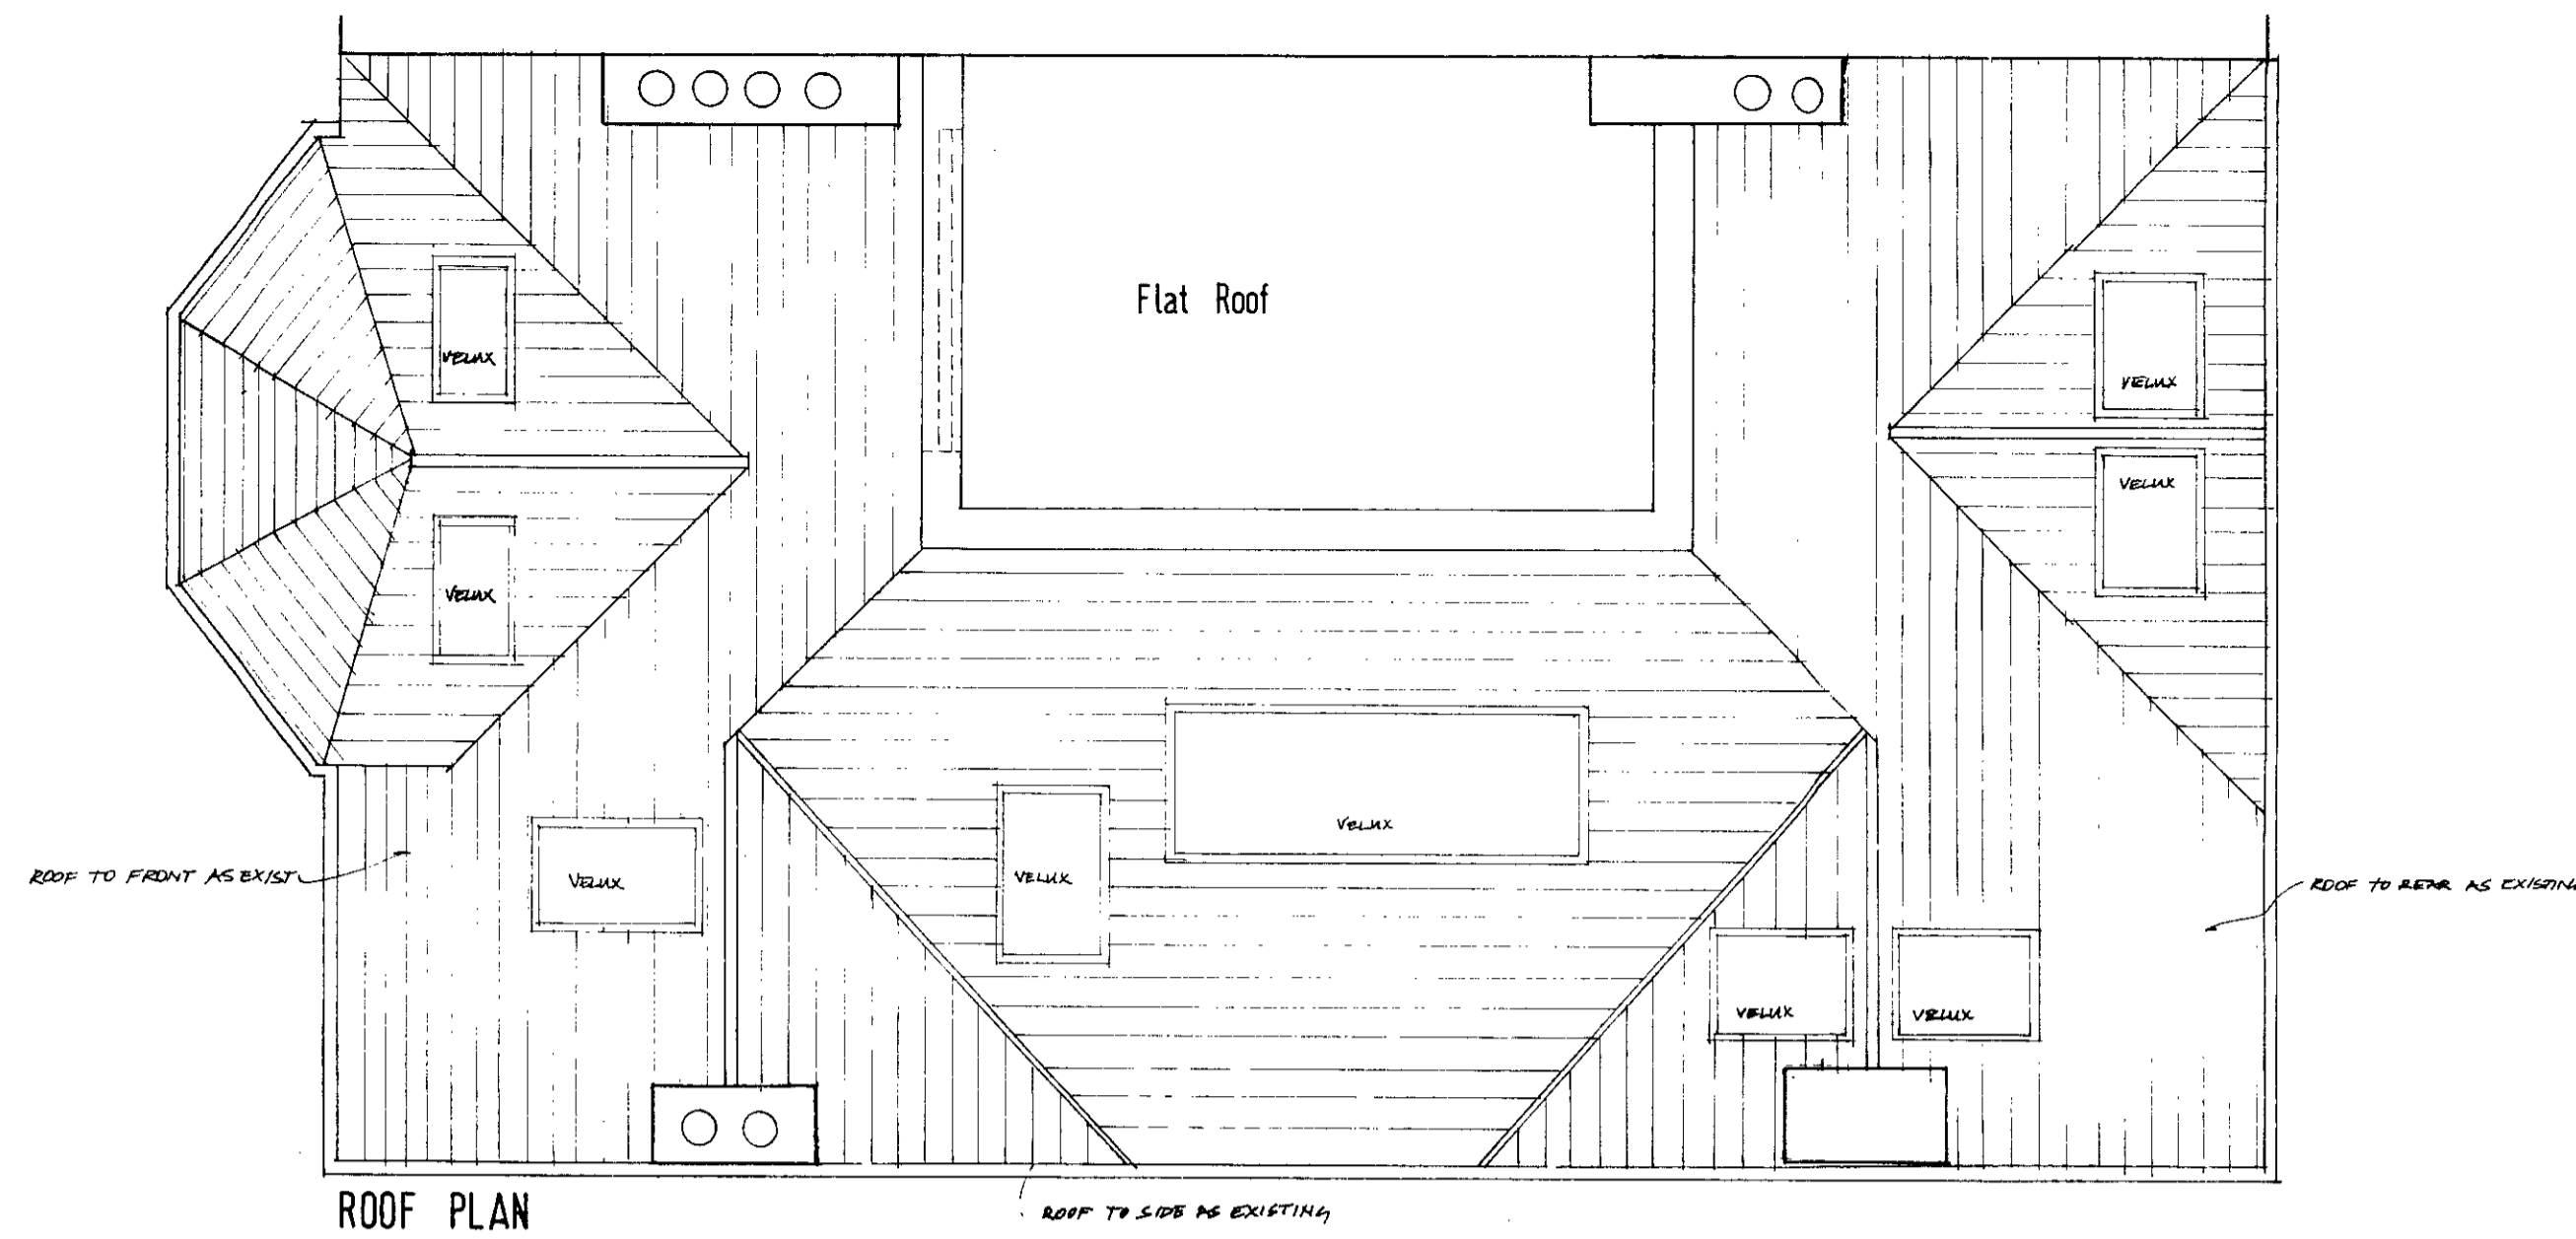 Flat Roof
VELUX
VELUX
VELUX
VELUX
VELUX
VELUX
VELUX
VELUX
VELUX
ROOF TO FRONT AS EXIST
ROOF TO REAR AS EXISTING
ROOF TO SIDE AS EXISTING
ROOF PLAN